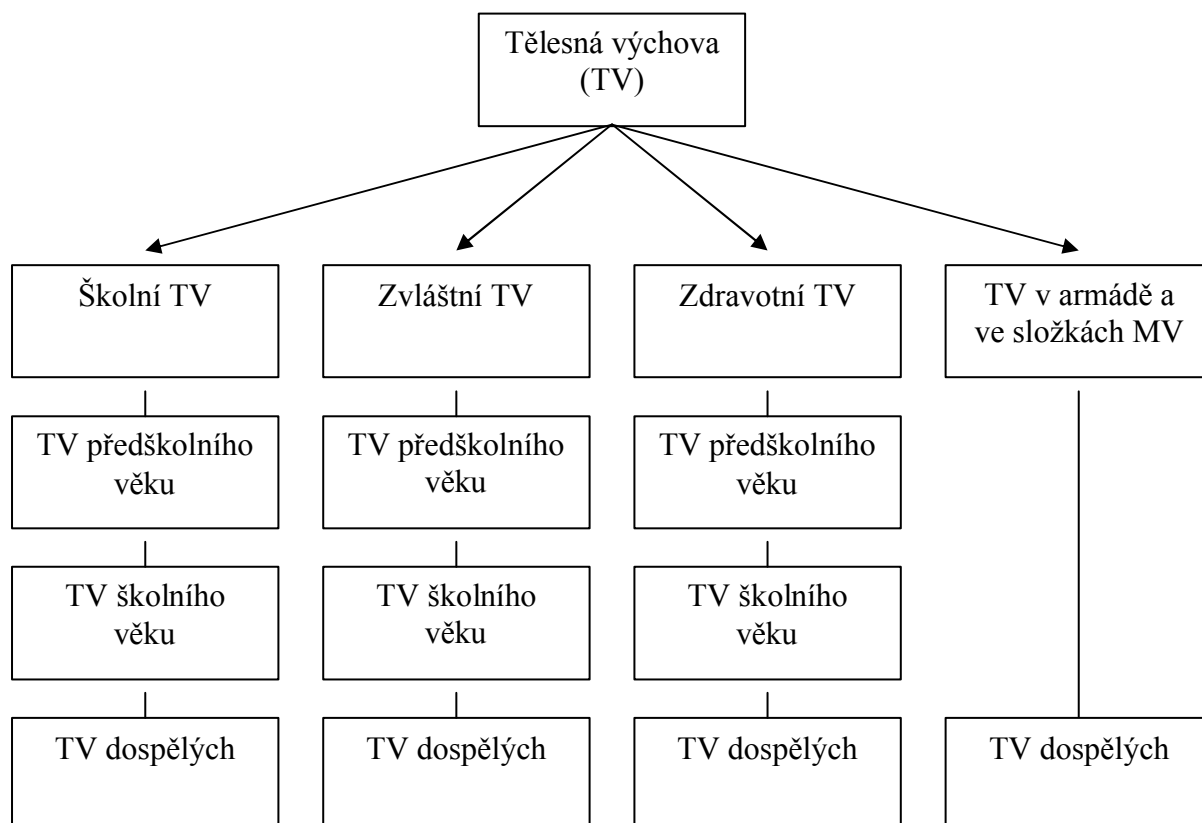 Tělesná výchova
(TV)
Školní TV
Zvláštní TV
Zdravotní TV
TV v armádě a
ve složkách MV
TV předškolního
věku
TV předškolního
věku
TV předškolního
věku
TV školního
věku
TV školního
věku
TV školního
věku
TV dospělých
TV dospělých
TV dospělých
TV dospělých